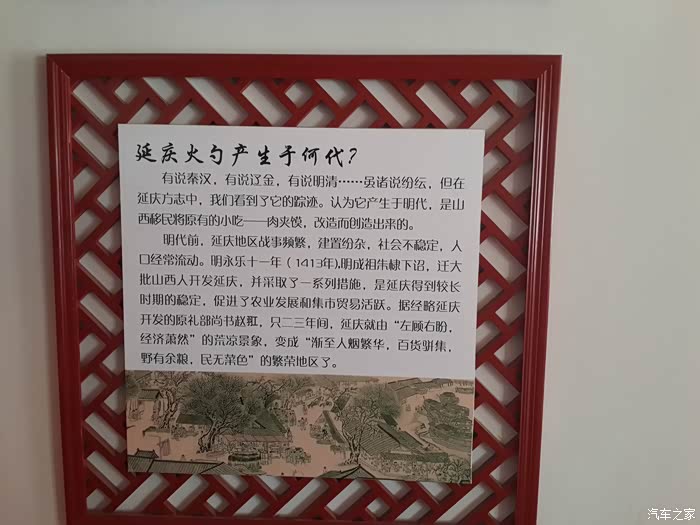 延庆火勺产生于何代？
有说秦汉，有说辽金，有说明清……众诸说纷纭，但在
延庆方志中，我们看到了它的踪迹。认为它产生于明代，是山
西移民将原有的小吃——肉夹馍，改造而创造出来的。
明代前，延庆地区战事频繁，建置纷杂，社会不稳定，人
口经常流动。明永乐十一年（1413年),明成祖朱棣下诏，迁大
批山西人开发延庆，并采取了一系列措施，是延庆得到较长
时期的稳定，促进了农业发展和集市贸易活跃。据经略延庆
开发的原礼部尚书赵羾，只二三年间，延庆就由“左顾右盼，
经济萧然”的荒凉景象，变成“渐至人烟繁华，百货骈集，
野有余粮，民无菜色”的繁荣地区了。
汽车之家